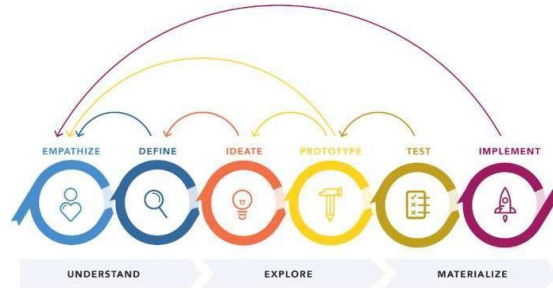 EMPATHIZE DEFINE IDEATE PROTOTYPE TEST IMPLEMENT
UNDERSTAND EXPLORE MATERIALIZE